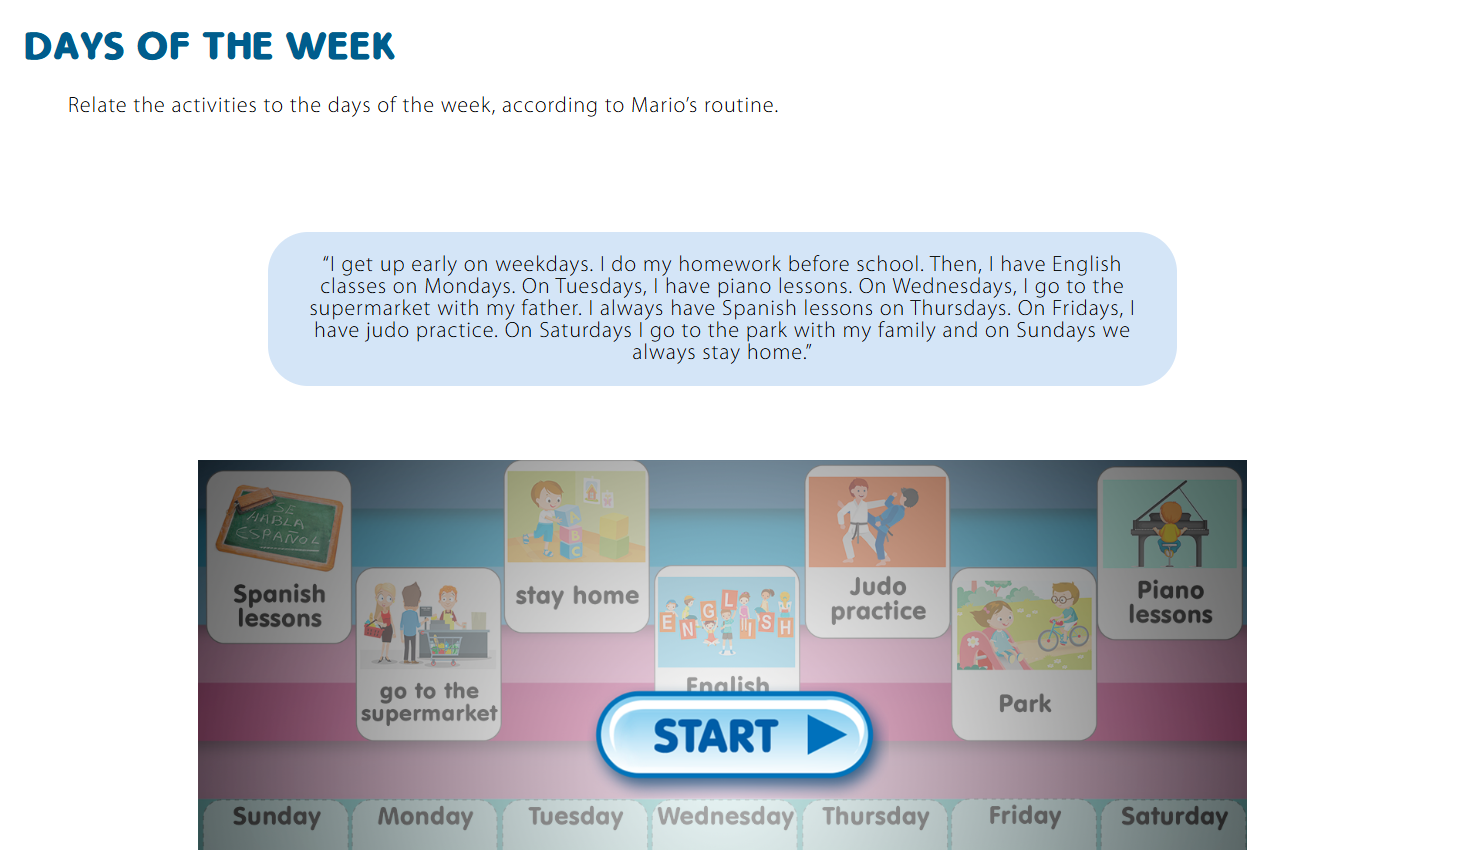 DAYS OF THE WEEK
Relate the activities to the days of the week, according to Mario’s routine.
“I get up early on weekdays. I do my homework before school. Then, I have English
classes on Mondays. On Tuesdays, I have piano lessons. On Wednesdays, I go to the
supermarket with my father. I always have Spanish lessons on Thursdays. On Fridays, I
have judo practice. On Saturdays I go to the park with my family and on Sundays we
always stay home.”
SE
HABLA
ESPAÑOL
Spanish
lessons
go to the
supermarket
A
B
C
stay home
ENGLISH
English
Judo
practice
Park
Piano
lessons
START
Sunday
Monday
Tuesday
Wednesday
Thursday
Friday
Saturday